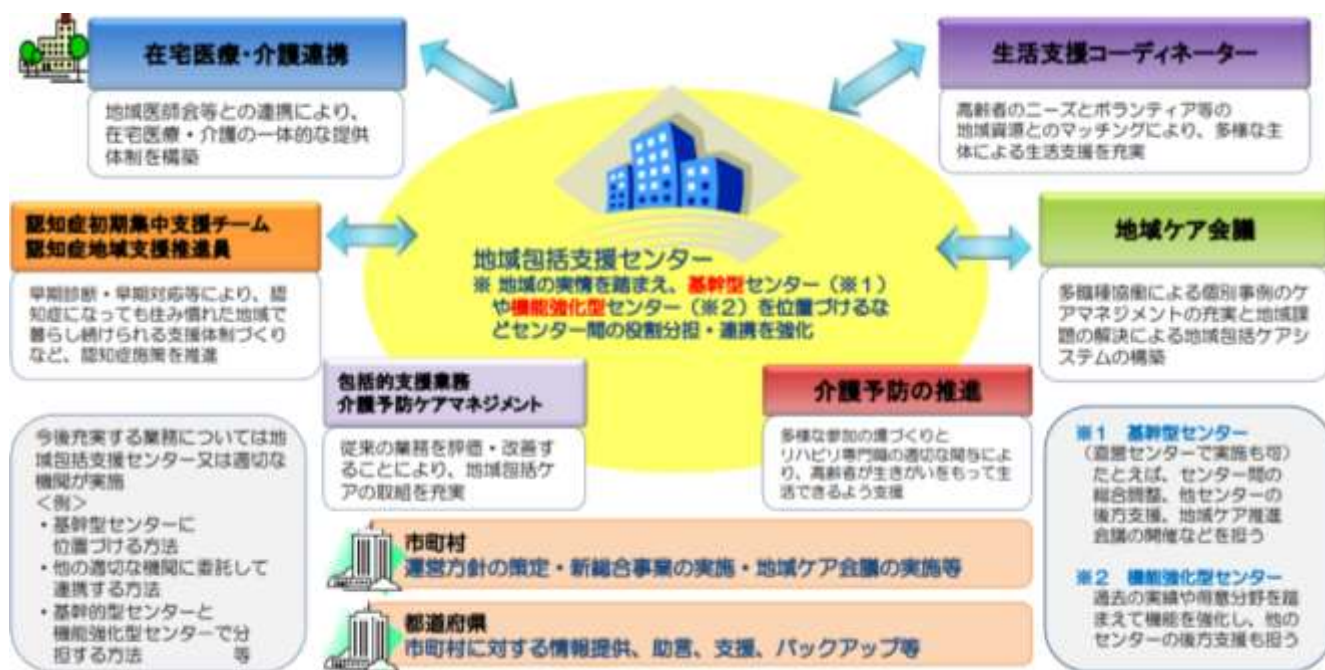 在宅医療・介護連携
地域医師会等との連携により、
在宅医療・介護の一体的な提供
体制を構築
生活支援コーディネーター
高齢者のニーズとボランティア等の
地域資源とのマッチングにより、多様な主
体による生活支援を充実
認知症初期集中支援チーム
認知症地域支援推進員
早期診断・早期対応等により、認
知症になっても住み慣れた地域で
暮らし続けられる支援体制づくり
など、認知症施策を推進
地域包括支援センター
※ 地域の実情を踏まえ、基幹型センター（※１）
や機能強化型センター（※２）を位置づけるな
どセンター間の役割分担・連携を強化
地域ケア会議
多職種協働による個別事例のケ
アマネジメントの充実と地域課
題の解決による地域包括ケアシ
ステムの構築
包括的支援業務
介護予防ケアマネジメント
従来の業務を評価・改善す
ることにより、地域包括ケ
アの取組を充実
介護予防の推進
多様な参加の場づくりと
リハビリ専門職の適切な関与によ
り、高齢者が生きがいをもって生
活できるよう支援
今後充実する業務については地
域包括支援センター又は適切な
機関が実施
＜例＞
・基幹型センターに
位置づける方法
・他の適切な機関に委託して
連携する方法
・基幹的型センターと
機能強化型センターで分
担する方法 等
※１ 基幹型センター
（直営センターで実施も可）
たとえば、センター間の
総合調整、他センターの
後方支援、地域ケア推進
会議の開催などを担う
※２ 機能強化型センター
過去の実績や得意分野を踏
まえて機能を強化し、他の
センターの後方支援も担う
市町村
運営方針の策定・新総合事業の実施・地域ケア会議の実施等
都道府県
市町村に対する情報提供、助言、支援、バックアップ等